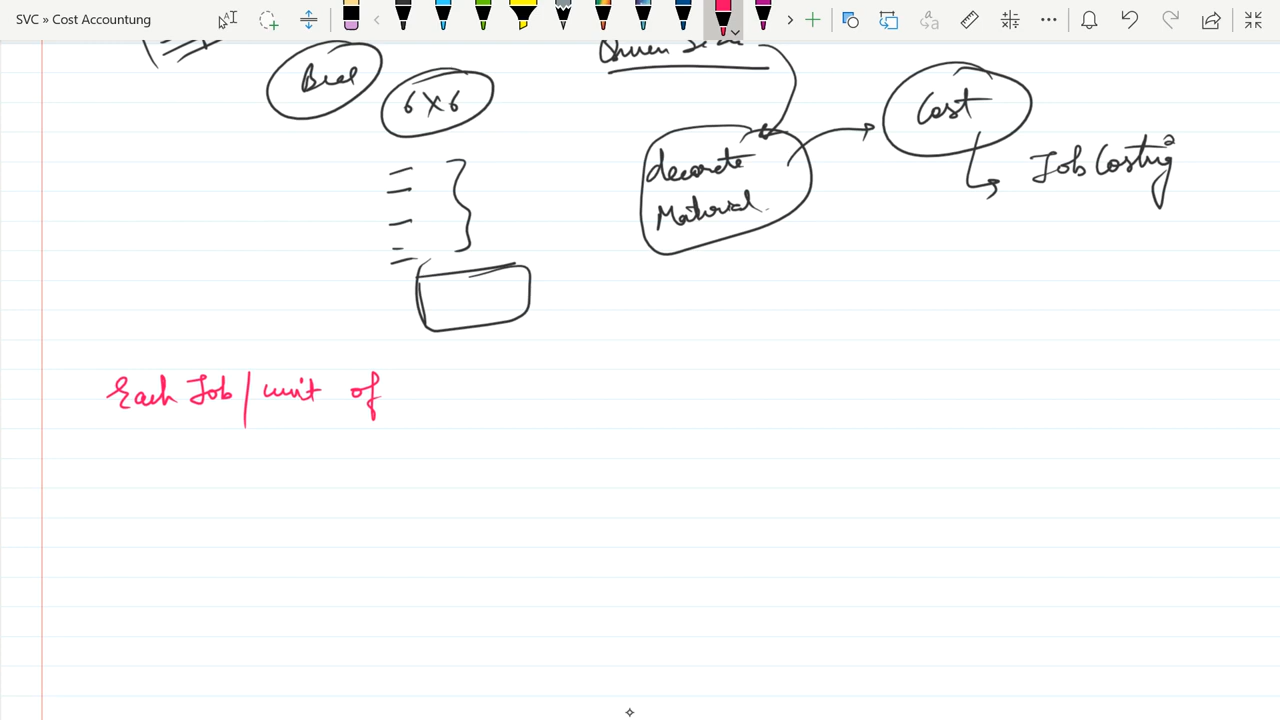 SVC » Cost Accountung
Bed
6 X 6
Cost
Job Costing
decorate
Material
Each Job / unit of